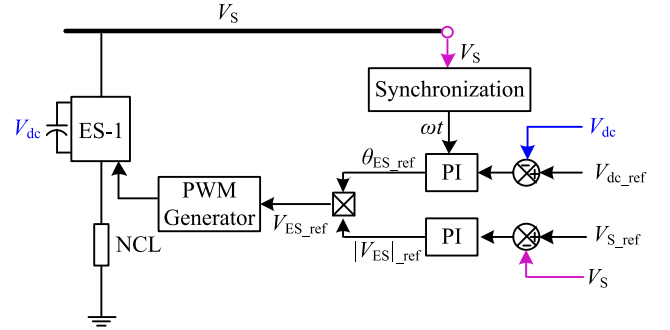 V_S
V_S
Synchronization
V_dc
ES-1
ωt
V_dc
θ_ES_ref
PI
− +
V_dc_ref
PWM
Generator
V_ES_ref
NCL
|V_ES|_ref
PI
− +
V_S_ref
V_S